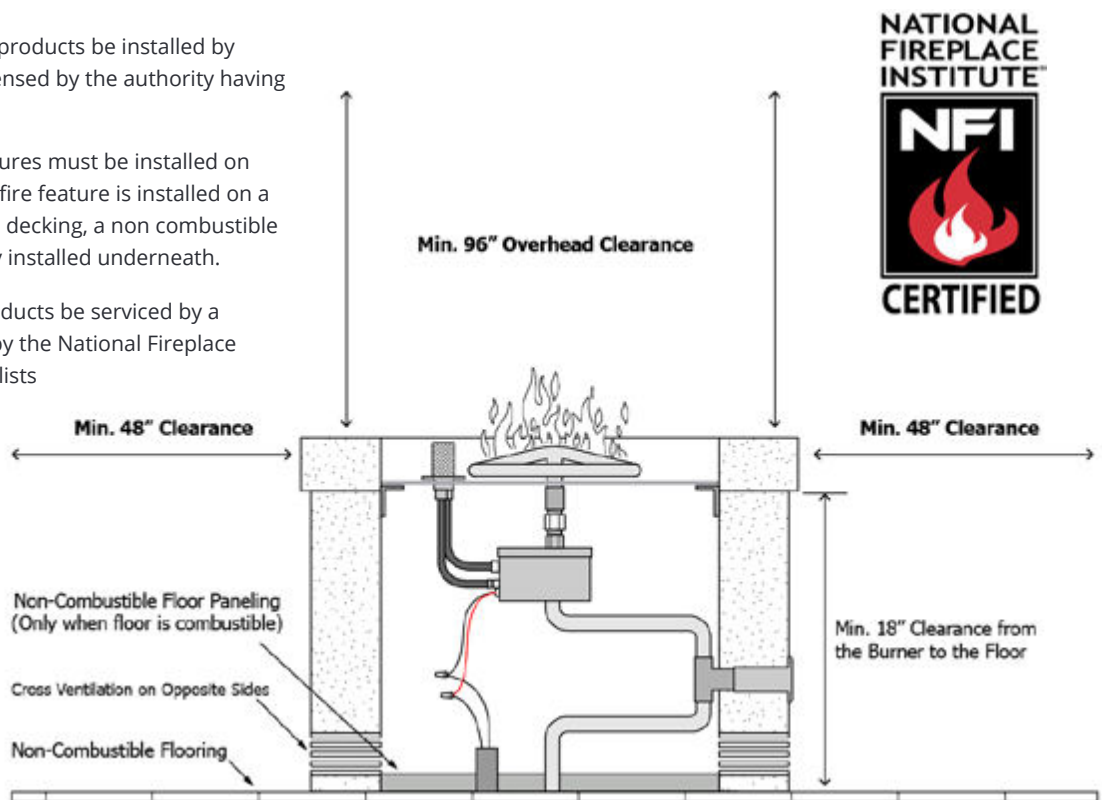 products be installed by
ensed by the authority having
ures must be installed on
fire feature is installed on a
decking, a non combustible
installed underneath.
ducts be serviced by a
by the National Fireplace
lists
NATIONAL
FIREPLACE
INSTITUTE
NFI
CERTIFIED
Min. 96" Overhead Clearance
Min. 48" Clearance
Min. 48" Clearance
Non-Combustible Floor Paneling
(Only when floor is combustible)
Cross Ventilation on Opposite Sides
Non-Combustible Flooring
Min. 18" Clearance from
the Burner to the Floor